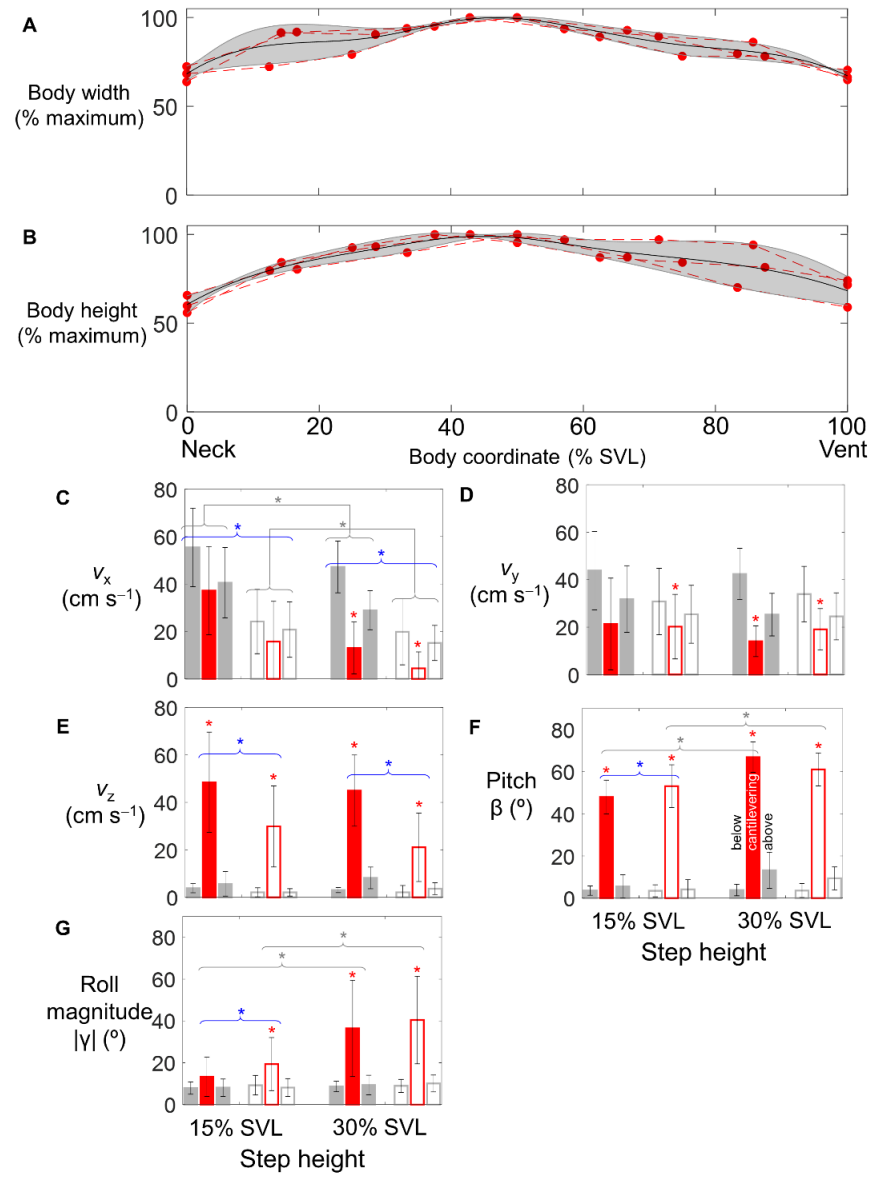 A
Body width
(% maximum)
100
50
0
B
Body height
(% maximum)
100
50
0
0 20 40 60 80 100
Neck Body coordinate (% SVL) Vent
C
vx
(cm s⁻¹)
80
60
40
20
0
* * * * * *
D
vy
(cm s⁻¹)
80
60
40
20
0
* * *
E
vz
(cm s⁻¹)
80
60
40
20
0
* * * * * *
F
Pitch
β (º)
80
60
40
20
0
* * * * * * *
below
cantilevering
above
15% SVL 30% SVL
Step height
G
Roll
magnitude
|γ| (º)
80
60
40
20
0
* * * * * *
15% SVL 30% SVL
Step height